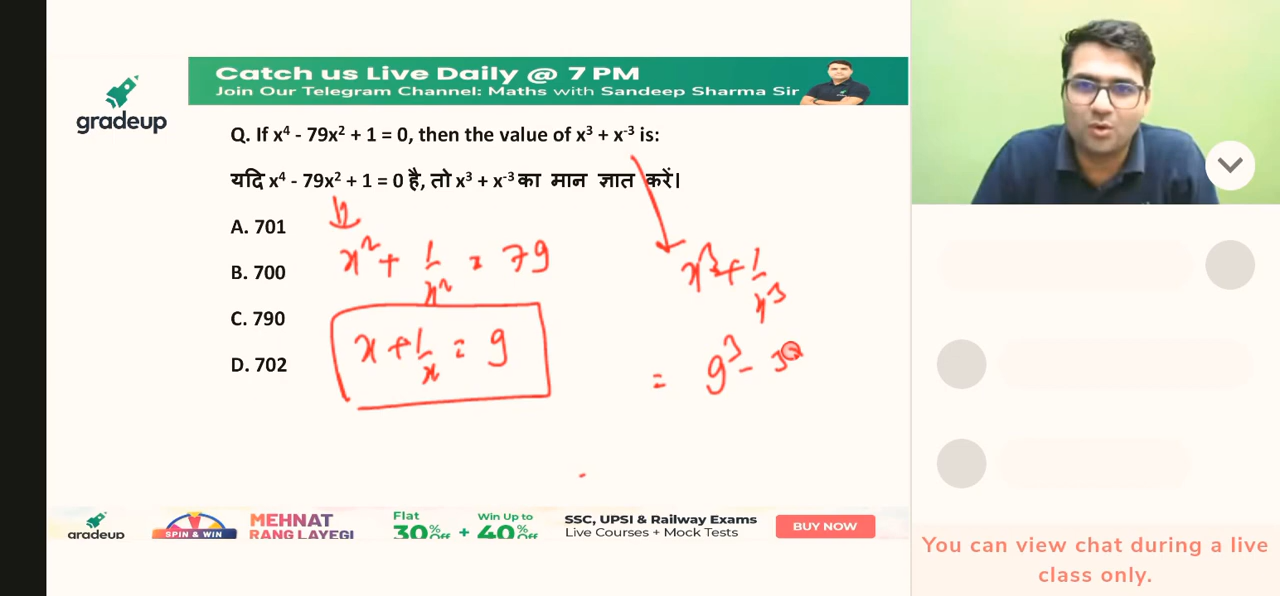 Catch us Live Daily @ 7 PM
Join Our Telegram Channel: Maths with Sandeep Sharma Sir
gradeup
Q. If x⁴ - 79x² + 1 = 0, then the value of x³ + x⁻³ is:
यदि x⁴ - 79x² + 1 = 0 है, तो x³ + x⁻³ का मान ज्ञात करें।
A. 701
B. 700
C. 790
D. 702
x² + 1/x² = 79
x + 1/x = 9
x³ + 1/x³
= 9³ - 3
gradeup
SPIN & WIN
MEHNAT
RANG LAYEGI
Flat
30% Off
+
Win Up to
40% Off
SSC, UPSI & Railway Exams
Live Courses + Mock Tests
BUY NOW
You can view chat during a live
class only.